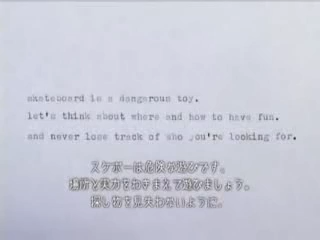 skateboard is a dangerous toy.
let's think about where and how to have fun.
and never lose track of who you're looking for.
スケボーは危険な遊びです。
場所と実力をおさえて遊びましょう。
探し物を見失わないように。